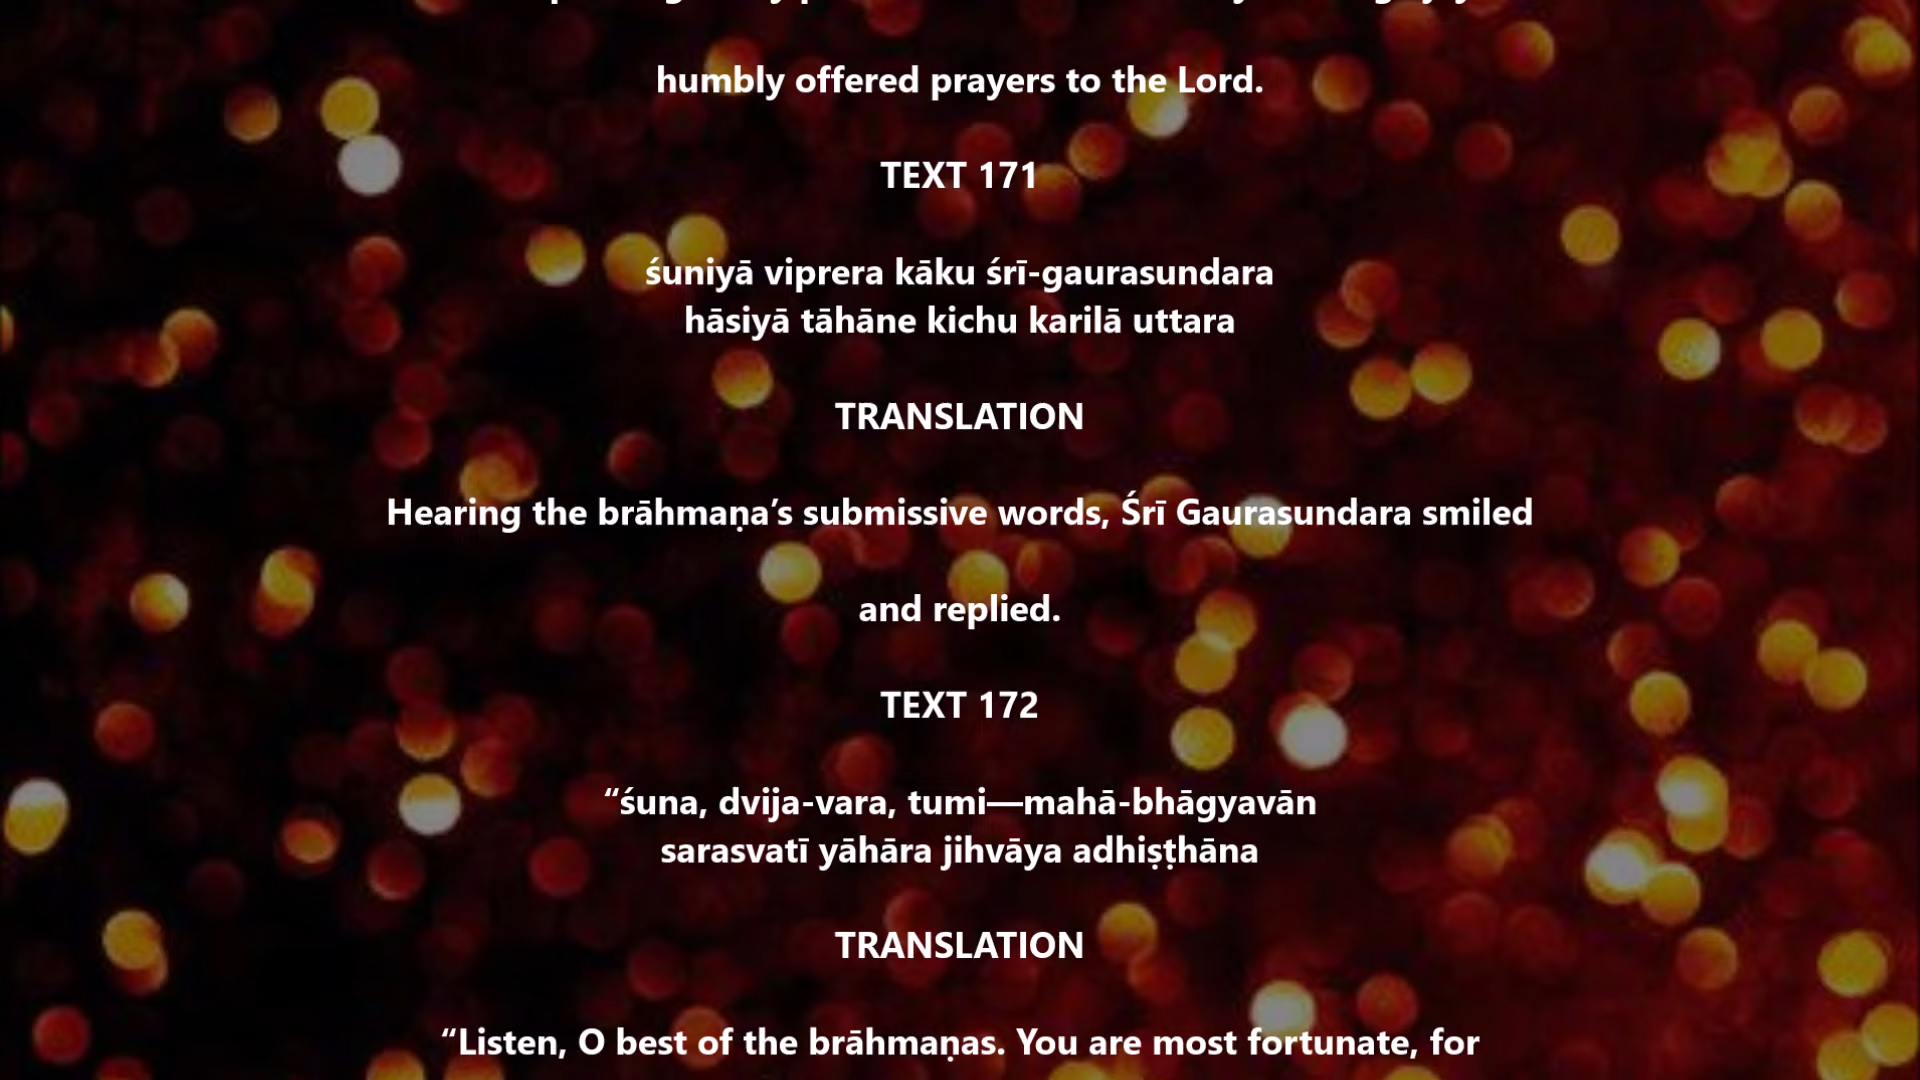 humbly offered prayers to the Lord.
TEXT 171
śuniyā viprera kāku śrī-gaurasundara
hāsiyā tāhāne kichu karilā uttara
TRANSLATION
Hearing the brāhmaṇa’s submissive words, Śrī Gaurasundara smiled
and replied.
TEXT 172
“śuna, dvija-vara, tumi—mahā-bhāgyavān
sarasvatī yāhāra jihvāya adhiṣṭhāna
TRANSLATION
“Listen, O best of the brāhmaṇas. You are most fortunate, for